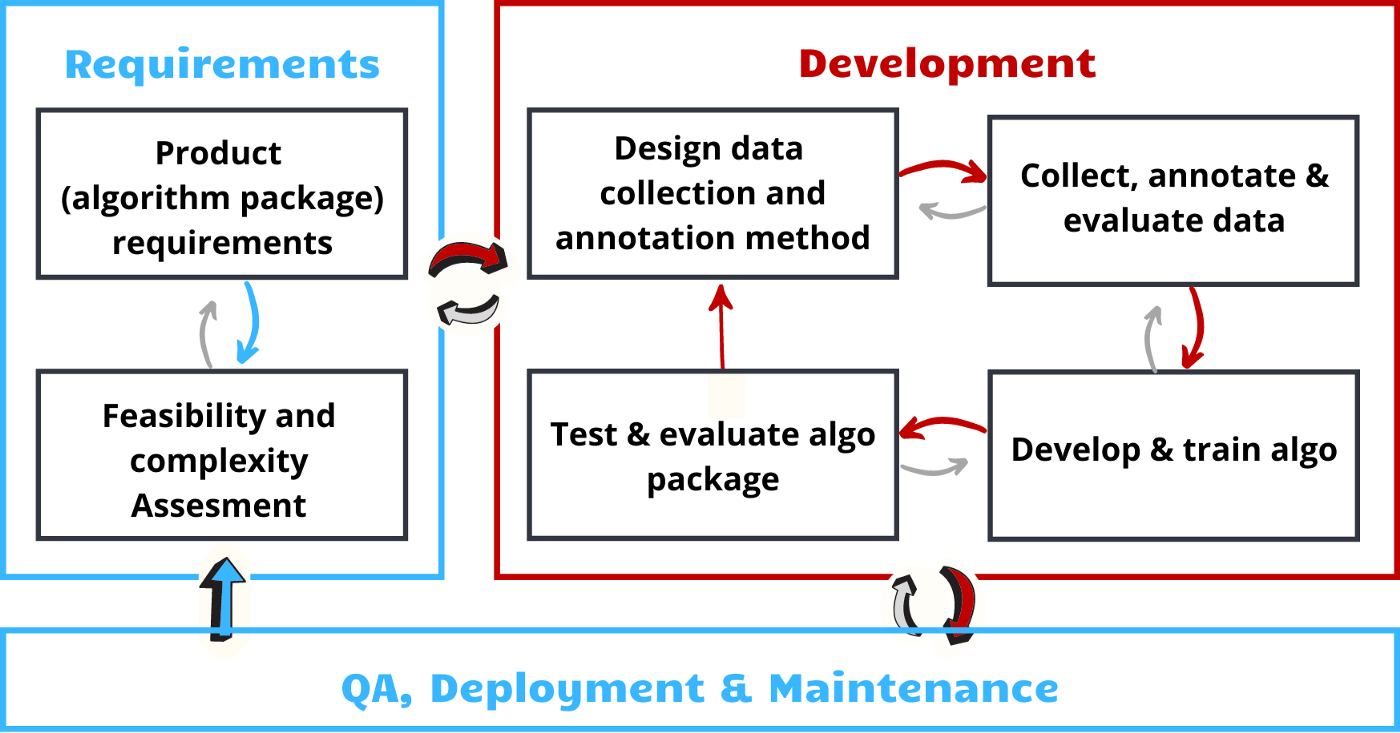 Requirements
Product
(algorithm package)
requirements
Feasibility and
complexity
Assesment
Development
Design data
collection and
annotation method
Collect, annotate &
evaluate data
Test & evaluate algo
package
Develop & train algo
QA, Deployment & Maintenance